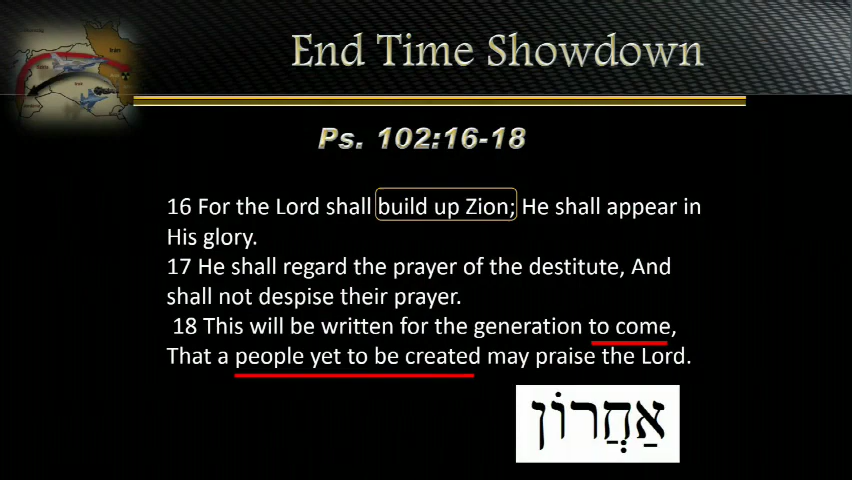 End Time Showdown
Iran
Ps. 102:16-18
16 For the Lord shall build up Zion; He shall appear in
His glory.
17 He shall regard the prayer of the destitute, And
shall not despise their prayer.
18 This will be written for the generation to come,
That a people yet to be created may praise the Lord.
אַחֲרוֹן